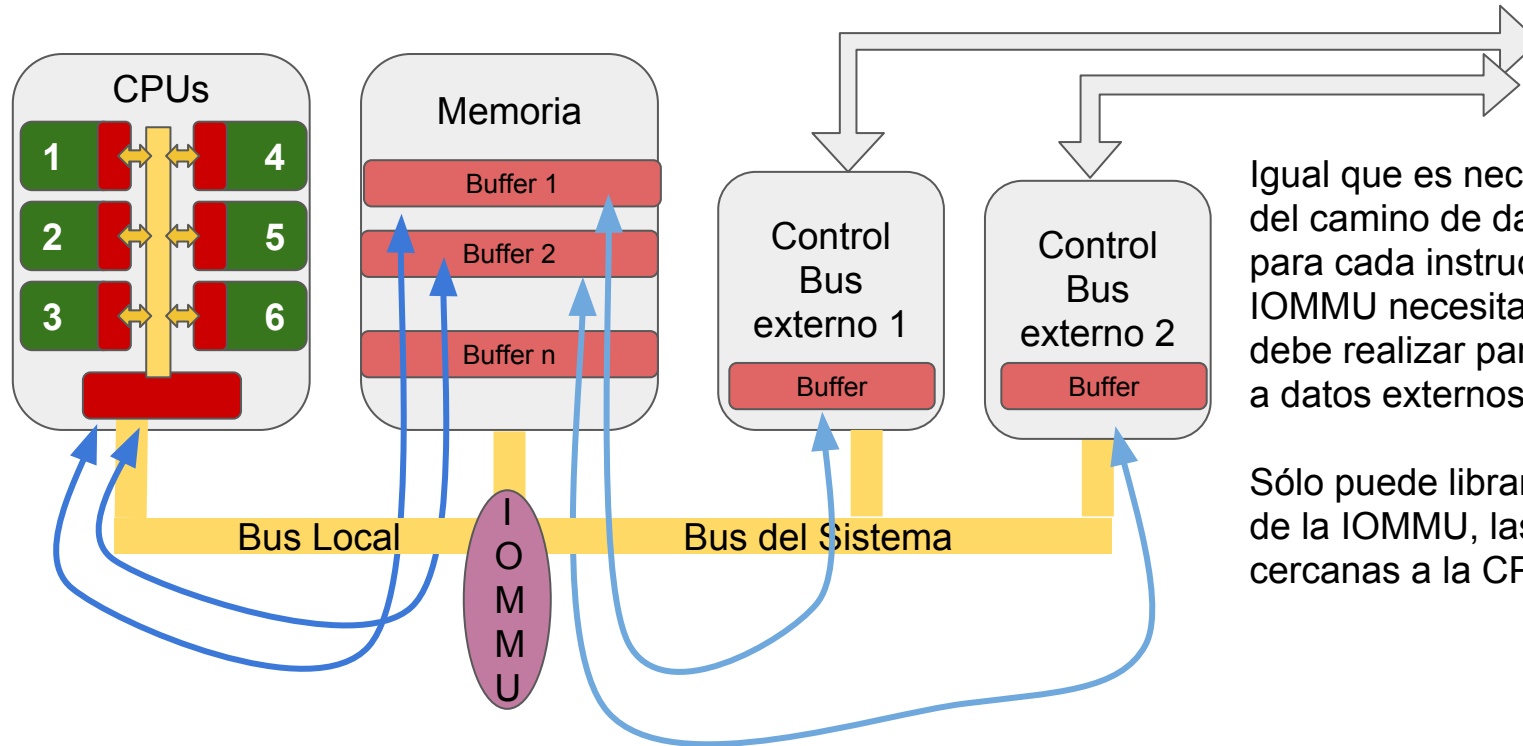 CPUs
1
4
2
5
3
6
Memoria
Buffer 1
Buffer 2
Buffer n
Control
Bus
externo 1
Buffer
Control
Bus
externo 2
Buffer
Bus Local
I
O
M
M
U
Bus del Sistema
Igual que es nec
del camino de da
para cada instruc
IOMMU necesita
debe realizar par
a datos externos
Sólo puede librar
de la IOMMU, las
cercanas a la CP